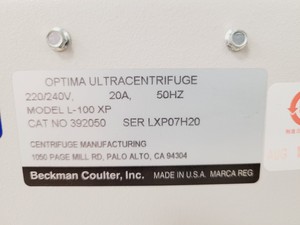 OPTIMA ULTRACENTRIFUGE
220/240V, 20A, 50HZ
MODEL L-100 XP
CAT NO 392050 SER LXP07H20
CENTRIFUGE MANUFACTURING
1050 PAGE MILL RD, PALO ALTO, CA 94304
Beckman Coulter, Inc. MADE IN U.S.A. MARCA REG